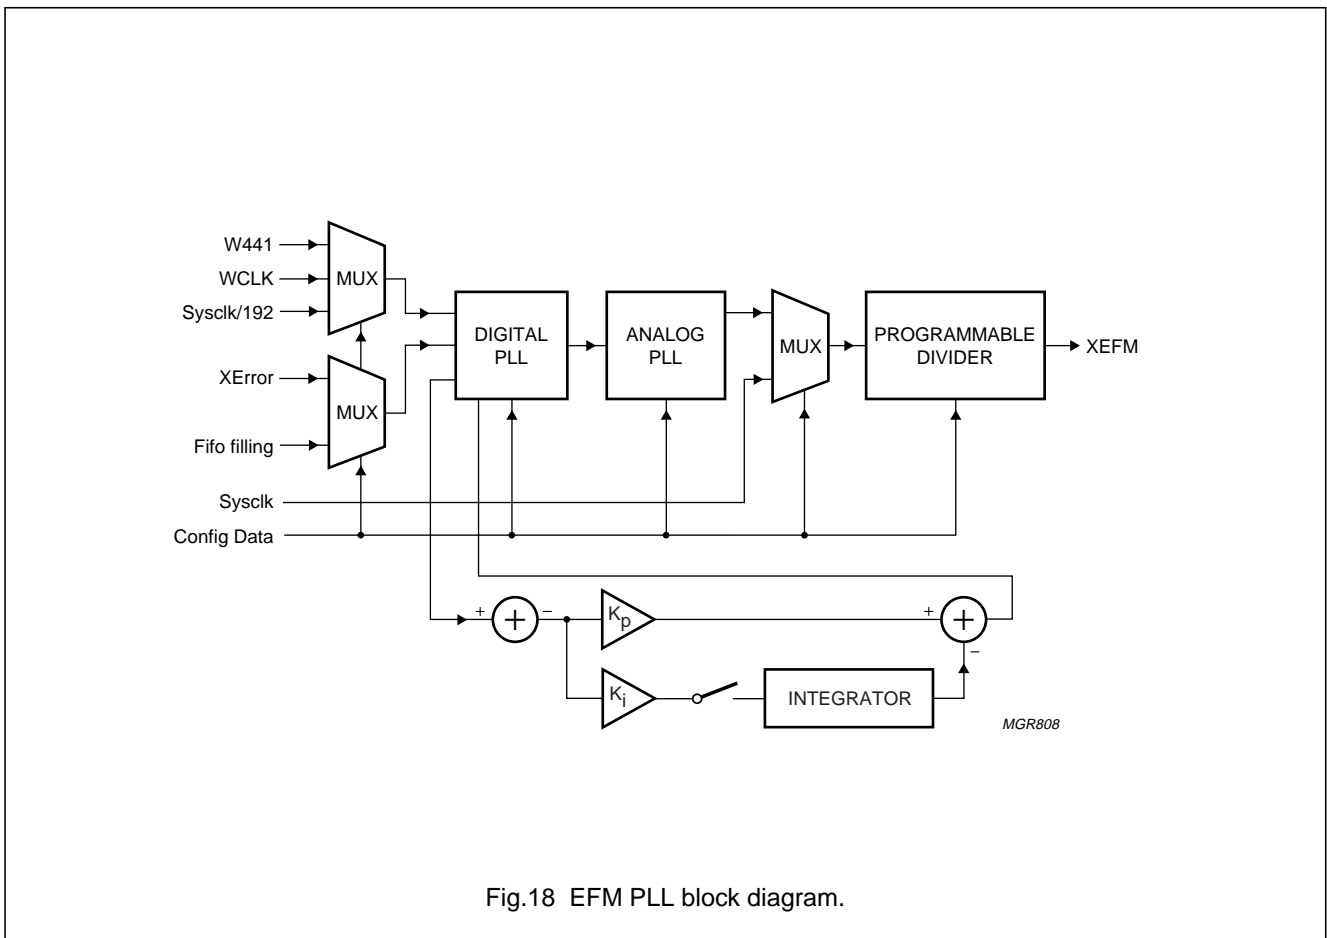 W441
WCLK
Sysclk/192
MUX
XError
Fifo filling
MUX
Sysclk
Config Data
DIGITAL
PLL
ANALOG
PLL
MUX
PROGRAMMABLE
DIVIDER
XEFM
+
+
−
Kp
+
+
−
Ki
INTEGRATOR
MGR808
Fig.18 EFM PLL block diagram.